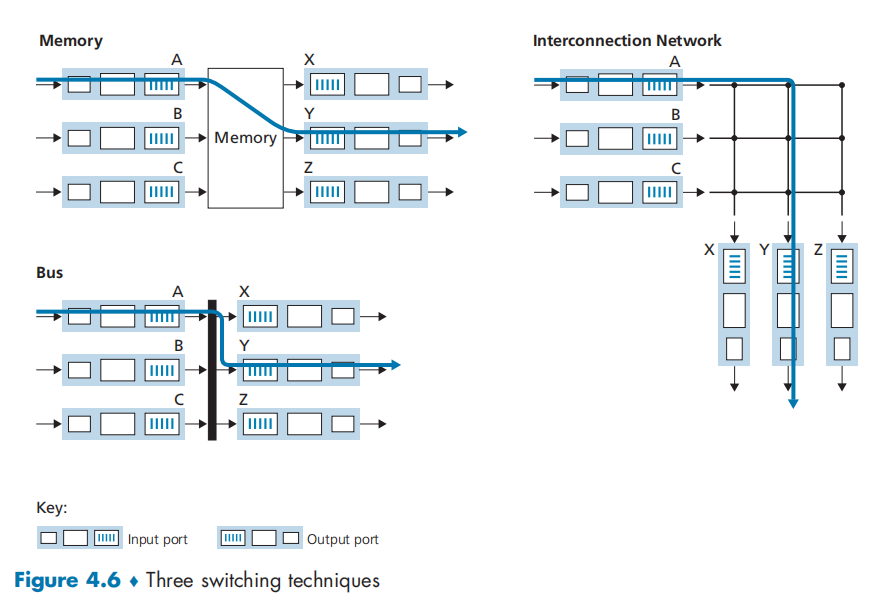 Memory
A
X
B
Y
Memory
C
Z
Interconnection Network
A
B
C
X
Y
Z
Bus
A
X
B
Y
C
Z
Key:
Input port
Output port
Figure 4.6 ♦ Three switching techniques